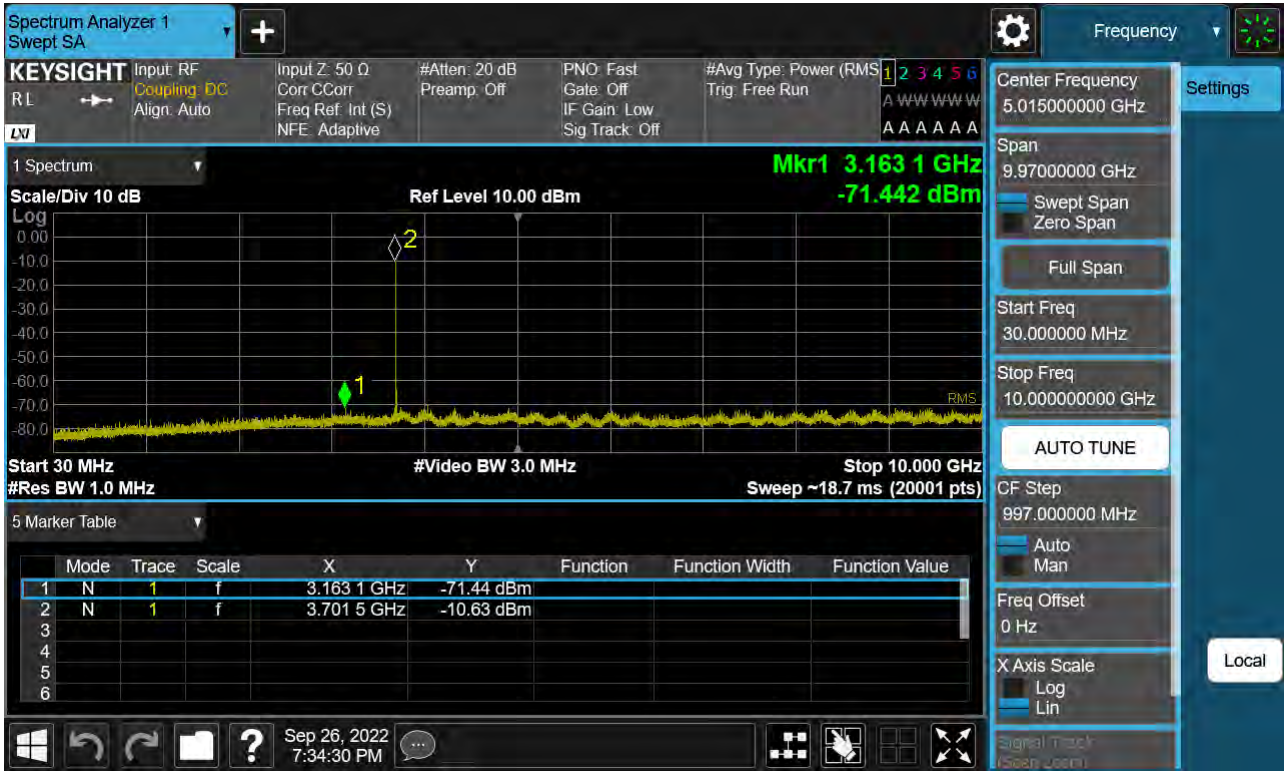 Spectrum Analyzer 1
Swept SA
Frequency
KEYSIGHT
RL
LXI
Input: RF
Coupling: DC
Align: Auto
Input Z: 50 Ω
Corr CCorr
Freq Ref: Int (S)
NFE: Adaptive
#Atten: 20 dB
Preamp: Off
PNO: Fast
Gate: Off
IF Gain: Low
Sig Track: Off
#Avg Type: Power (RMS
Trig: Free Run
1 2 3 4 5 6
A W W W W W
A A A A A A
1 Spectrum
Mkr1 3.163 1 GHz
-71.442 dBm
Scale/Div 10 dB
Ref Level 10.00 dBm
Log
0.00
-10.0
-20.0
-30.0
-40.0
-50.0
-60.0
-70.0
-80.0
2
1
RMS
Start 30 MHz
#Video BW 3.0 MHz
Stop 10.000 GHz
#Res BW 1.0 MHz
Sweep ~18.7 ms (20001 pts)
5 Marker Table
Mode Trace Scale X Y Function Function Width Function Value
1 N 1 f 3.163 1 GHz -71.44 dBm
2 N 1 f 3.701 5 GHz -10.63 dBm
3
4
5
6
Sep 26, 2022
7:34:30 PM
Center Frequency
5.015000000 GHz
Span
9.97000000 GHz
Swept Span
Zero Span
Full Span
Start Freq
30.000000 MHz
Stop Freq
10.000000000 GHz
AUTO TUNE
CF Step
997.000000 MHz
Auto
Man
Freq Offset
0 Hz
X Axis Scale
Log
Lin
Signal Track
(Span Zoom)
Settings
Local